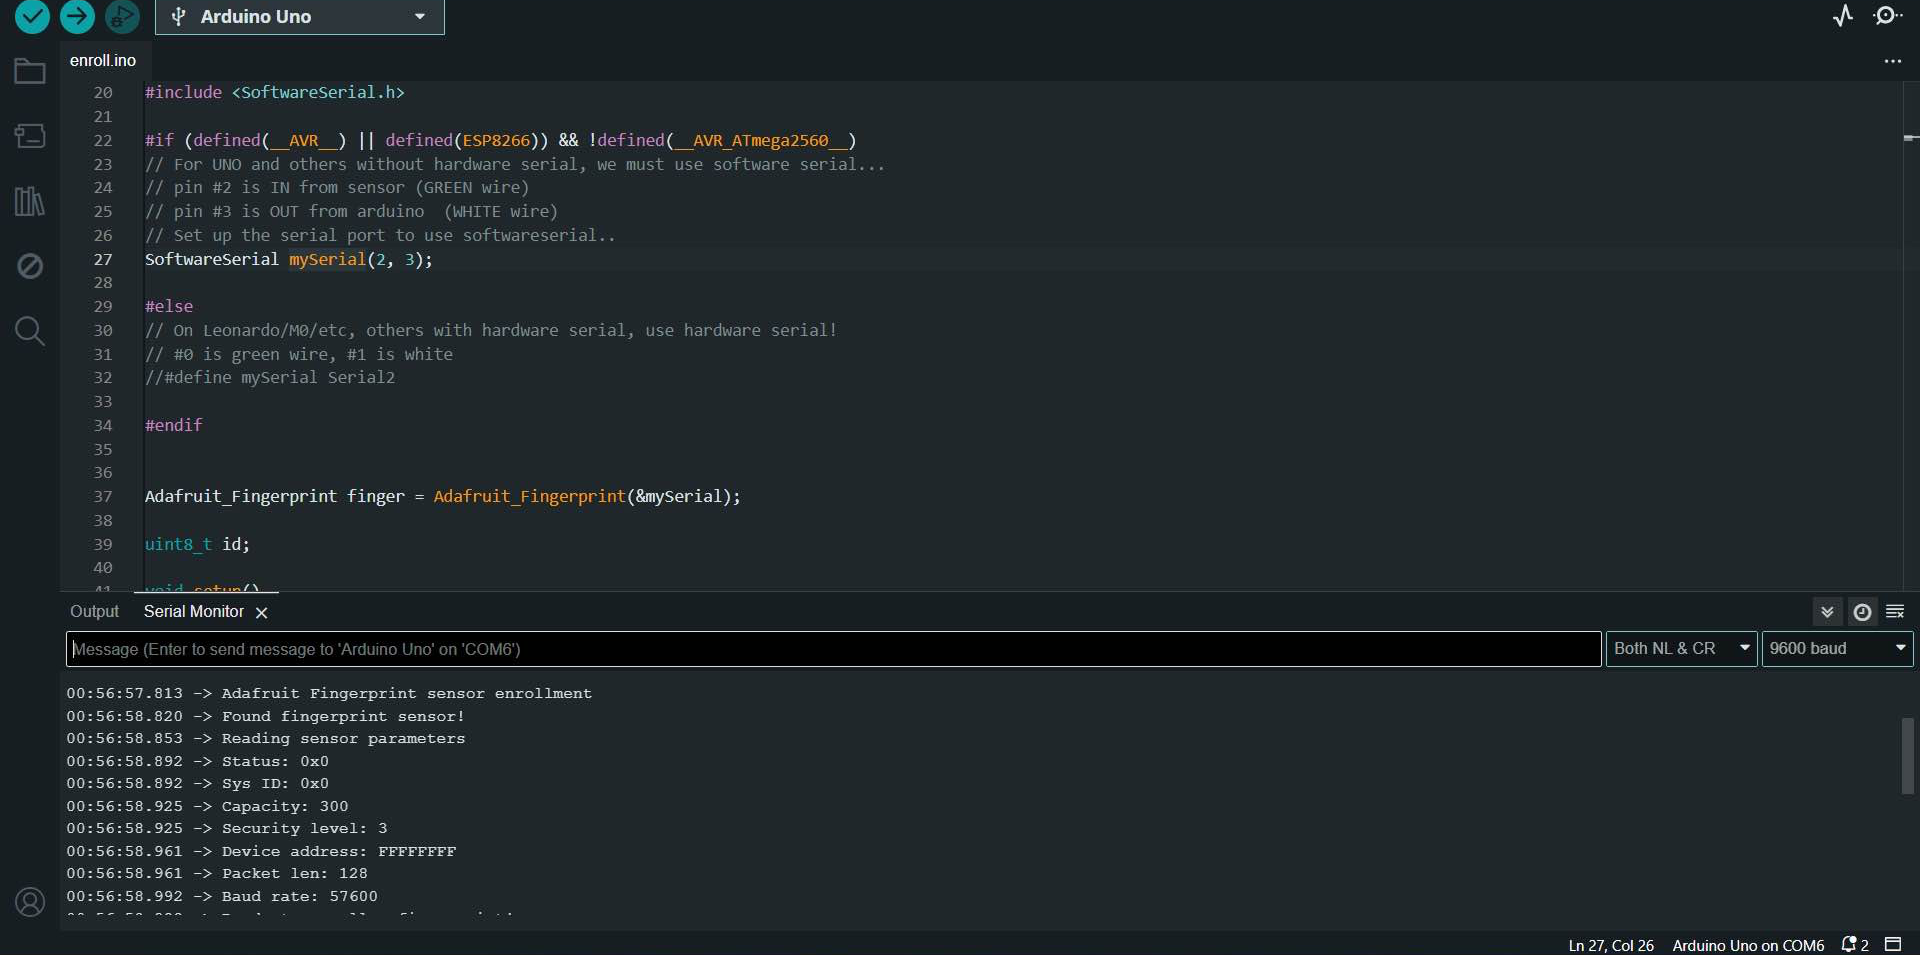 Arduino Uno
enroll.ino
20 #include <SoftwareSerial.h>
21
22 #if (defined(__AVR__) || defined(ESP8266)) && !defined(__AVR_ATmega2560__)
23 // For UNO and others without hardware serial, we must use software serial...
24 // pin #2 is IN from sensor (GREEN wire)
25 // pin #3 is OUT from arduino  (WHITE wire)
26 // Set up the serial port to use softwareserial..
27 SoftwareSerial mySerial(2, 3);
28
29 #else
30 // On Leonardo/M0/etc, others with hardware serial, use hardware serial!
31 // #0 is green wire, #1 is white
32 //#define mySerial Serial2
33
34 #endif
35
36
37 Adafruit_Fingerprint finger = Adafruit_Fingerprint(&mySerial);
38
39 uint8_t id;
40
41 void setup()
Output Serial Monitor
Message (Enter to send message to 'Arduino Uno' on 'COM6') Both NL & CR 9600 baud
00:56:57.813 -> Adafruit Fingerprint sensor enrollment
00:56:58.820 -> Found fingerprint sensor!
00:56:58.853 -> Reading sensor parameters
00:56:58.892 -> Status: 0x0
00:56:58.892 -> Sys ID: 0x0
00:56:58.925 -> Capacity: 300
00:56:58.925 -> Security level: 3
00:56:58.961 -> Device address: FFFFFFFF
00:56:58.961 -> Packet len: 128
00:56:58.992 -> Baud rate: 57600
Ln 27, Col 26 Arduino Uno on COM6 2